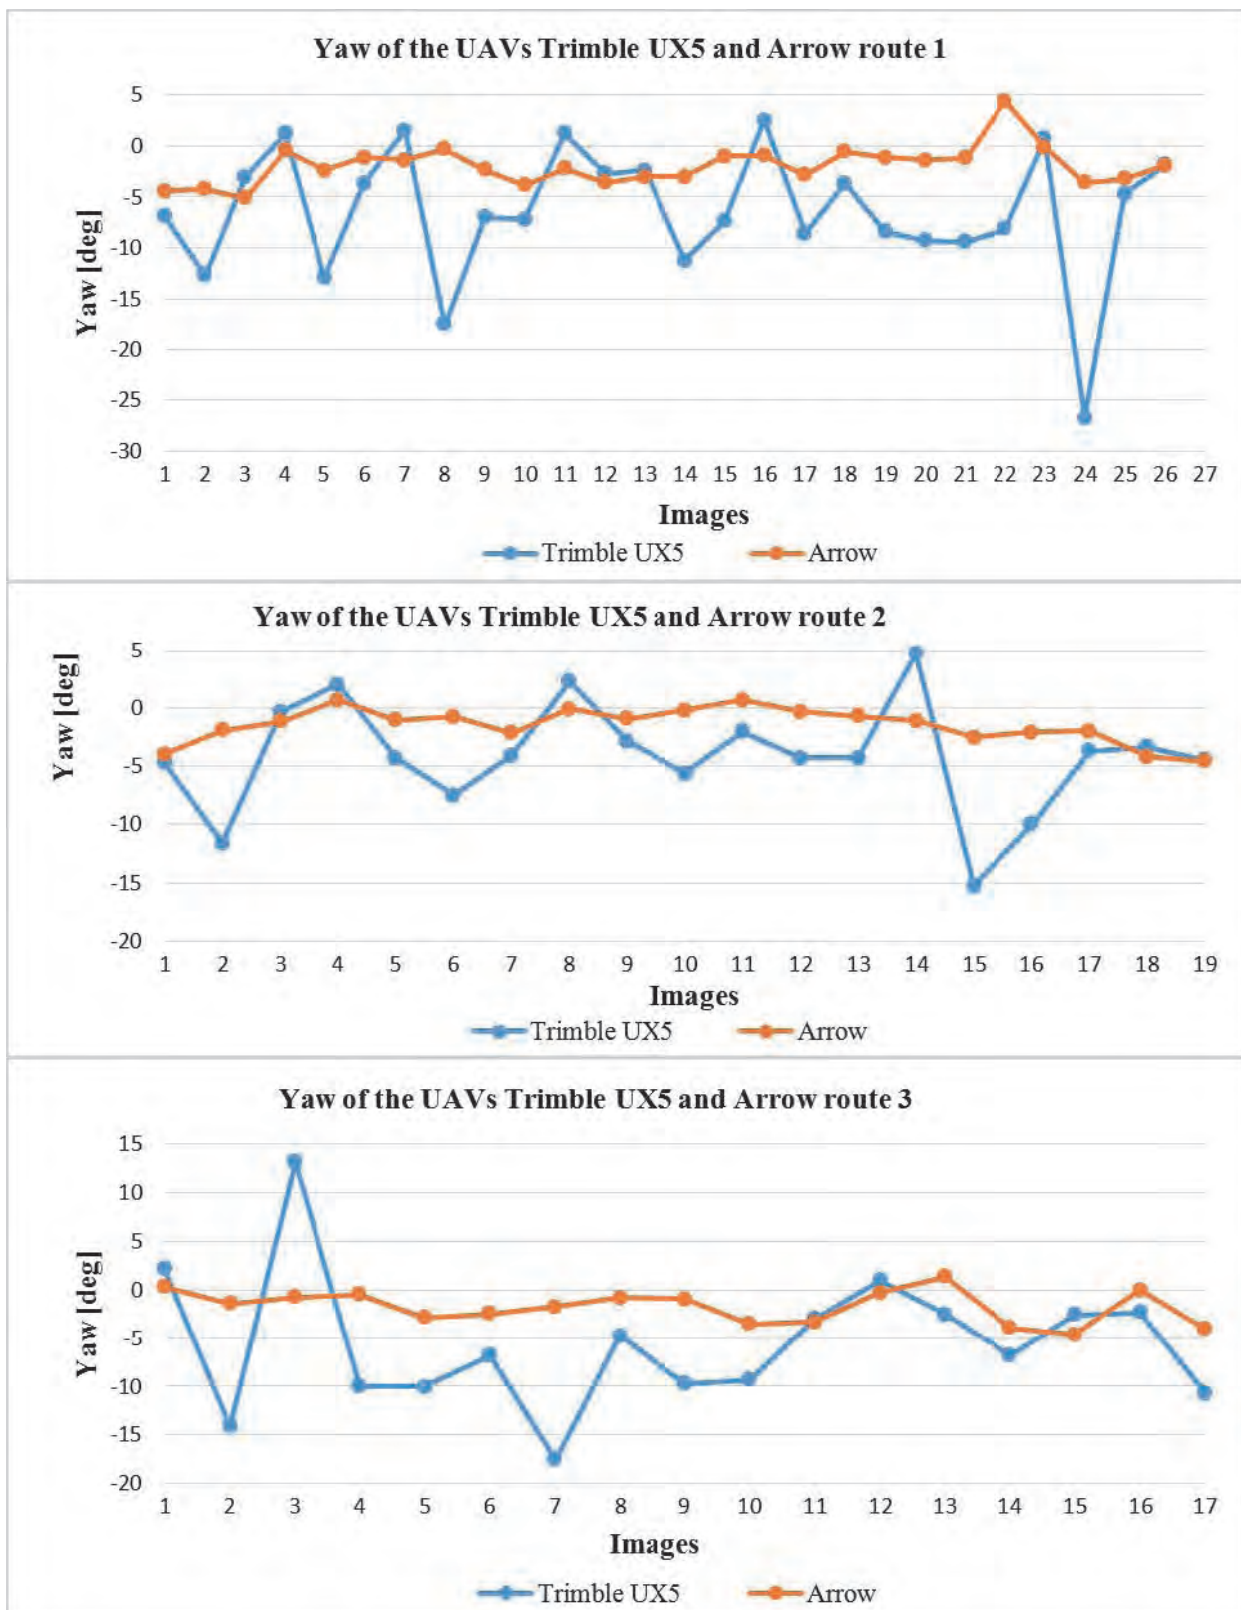 Yaw of the UAVs Trimble UX5 and Arrow route 1
5
0
-5
-10
-15
-20
-25
-30
Yaw [deg]
1 2 3 4 5 6 7 8 9 10 11 12 13 14 15 16 17 18 19 20 21 22 23 24 25 26 27
Images
Trimble UX5 Arrow
Yaw of the UAVs Trimble UX5 and Arrow route 2
5
0
-5
-10
-15
-20
Yaw [deg]
1 2 3 4 5 6 7 8 9 10 11 12 13 14 15 16 17 18 19
Images
Trimble UX5 Arrow
Yaw of the UAVs Trimble UX5 and Arrow route 3
15
10
5
0
-5
-10
-15
-20
Yaw [deg]
1 2 3 4 5 6 7 8 9 10 11 12 13 14 15 16 17
Images
Trimble UX5 Arrow